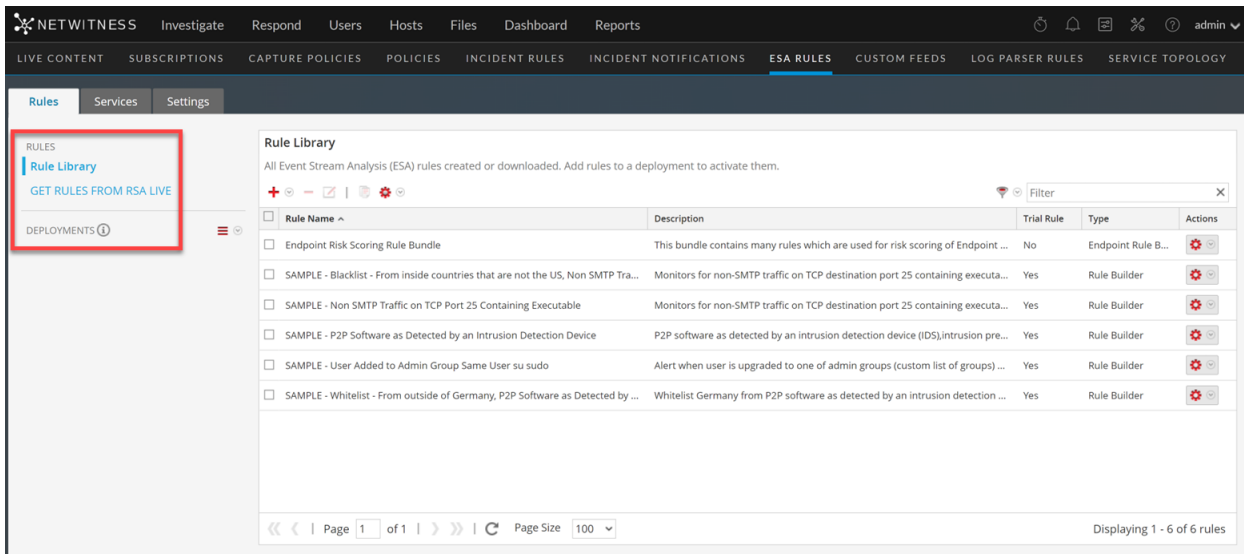 NETWITNESS Investigate Respond Users Hosts Files Dashboard Reports admin
LIVE CONTENT SUBSCRIPTIONS CAPTURE POLICIES POLICIES INCIDENT RULES INCIDENT NOTIFICATIONS ESA RULES CUSTOM FEEDS LOG PARSER RULES SERVICE TOPOLOGY
Rules Services Settings
RULES
Rule Library
GET RULES FROM RSA LIVE
DEPLOYMENTS
Rule Library
All Event Stream Analysis (ESA) rules created or downloaded. Add rules to a deployment to activate them.
Filter
Rule Name Description Trial Rule Type Actions
Endpoint Risk Scoring Rule Bundle This bundle contains many rules which are used for risk scoring of Endpoint ... No Endpoint Rule B...
SAMPLE - Blacklist - From inside countries that are not the US, Non SMTP Tra... Monitors for non-SMTP traffic on TCP destination port 25 containing executa... Yes Rule Builder
SAMPLE - Non SMTP Traffic on TCP Port 25 Containing Executable Monitors for non-SMTP traffic on TCP destination port 25 containing executa... Yes Rule Builder
SAMPLE - P2P Software as Detected by an Intrusion Detection Device P2P software as detected by an intrusion detection device (IDS),intrusion pre... Yes Rule Builder
SAMPLE - User Added to Admin Group Same User su sudo Alert when user is upgraded to one of admin groups (custom list of groups) ... Yes Rule Builder
SAMPLE - Whitelist - From outside of Germany, P2P Software as Detected by ... Whitelist Germany from P2P software as detected by an intrusion detection ... Yes Rule Builder
Page 1 of 1 Page Size 100 Displaying 1 - 6 of 6 rules